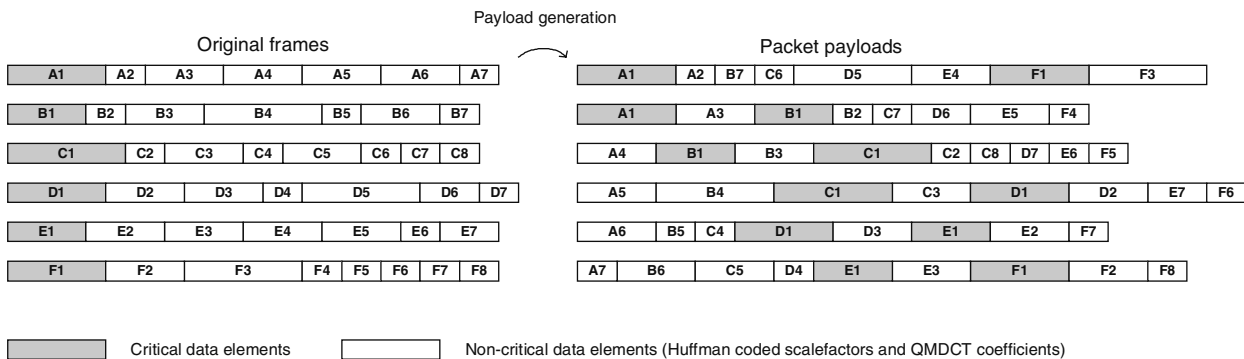 Payload generation
Original frames
Packet payloads
A1 A2 A3 A4 A5 A6 A7
A1 A2 B7 C6 D5 E4 F1 F3
B1 B2 B3 B4 B5 B6 B7
A1 A3 B1 B2 C7 D6 E5 F4
C1 C2 C3 C4 C5 C6 C7 C8
A4 B1 B3 C1 C2 C8 D7 E6 F5
D1 D2 D3 D4 D5 D6 D7
A5 B4 C1 C3 D1 D2 E7 F6
E1 E2 E3 E4 E5 E6 E7
A6 B5 C4 D1 D3 E1 E2 F7
F1 F2 F3 F4 F5 F6 F7 F8
A7 B6 C5 D4 E1 E3 F1 F2 F8
Critical data elements
Non-critical data elements (Huffman coded scalefactors and QMDCT coefficients)